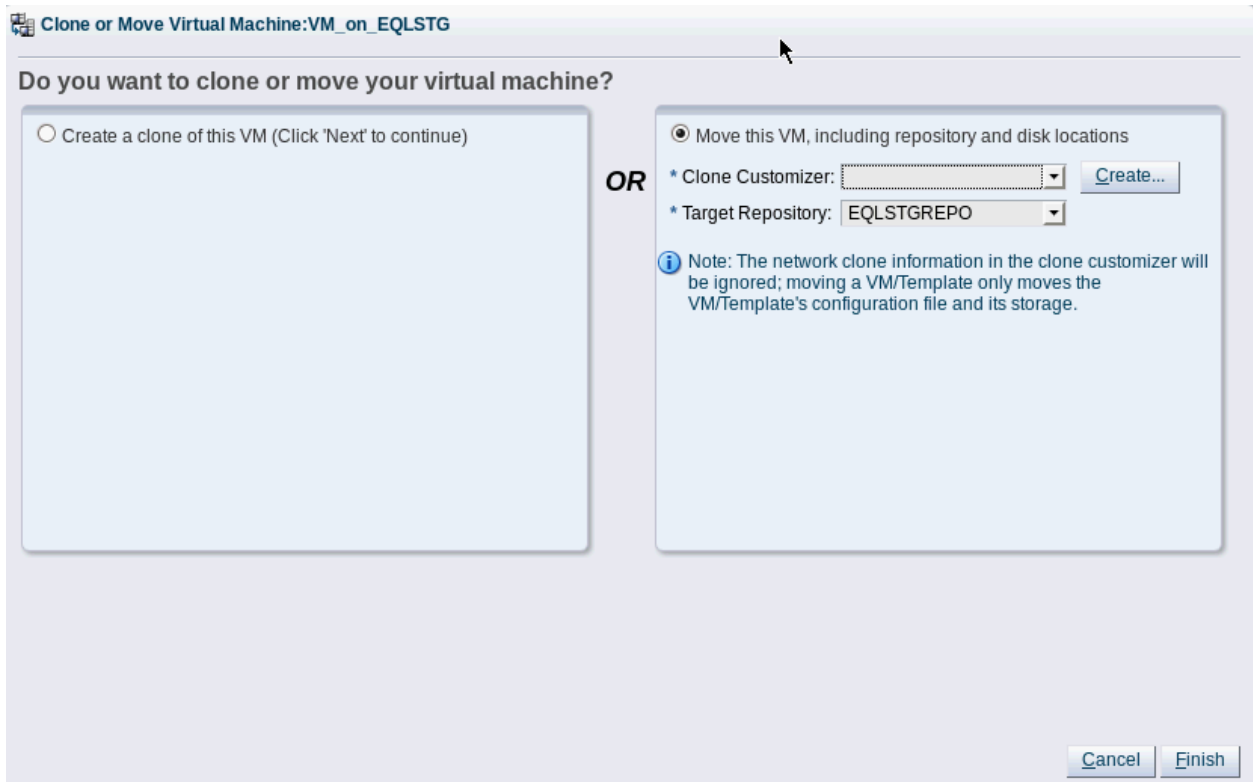 Clone or Move Virtual Machine:VM_on_EQLSTG
Do you want to clone or move your virtual machine?
Create a clone of this VM (Click 'Next' to continue)
OR
Move this VM, including repository and disk locations
* Clone Customizer:
Create...
* Target Repository: EQLSTGREPO
Note: The network clone information in the clone customizer will
be ignored; moving a VM/Template only moves the
VM/Template's configuration file and its storage.
Cancel
Finish